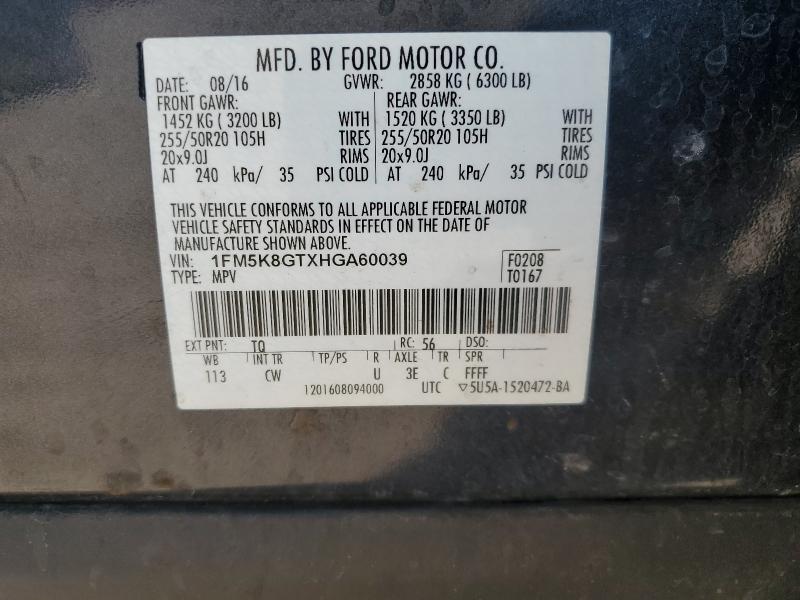 MFD. BY FORD MOTOR CO.
DATE: 08/16 GVWR: 2858 KG ( 6300 LB)
FRONT GAWR: REAR GAWR:
1452 KG ( 3200 LB) WITH 1520 KG ( 3350 LB) WITH
255/50R20 105H TIRES 255/50R20 105H TIRES
20x9.0J RIMS 20x9.0J RIMS
AT 240 kPa/ 35 PSI COLD AT 240 kPa/ 35 PSI COLD
THIS VEHICLE CONFORMS TO ALL APPLICABLE FEDERAL MOTOR
VEHICLE SAFETY STANDARDS IN EFFECT ON THE DATE OF
MANUFACTURE SHOWN ABOVE.
VIN: 1FM5K8GTXHGA60039 F0208
TYPE: MPV T0167
EXT PNT: TQ RC: 56 DSO:
WB INT TR TP/PS R AXLE TR SPR
113 CW U 3E C FFFF
1201608094000 UTC ▽5U5A-1520472-BA